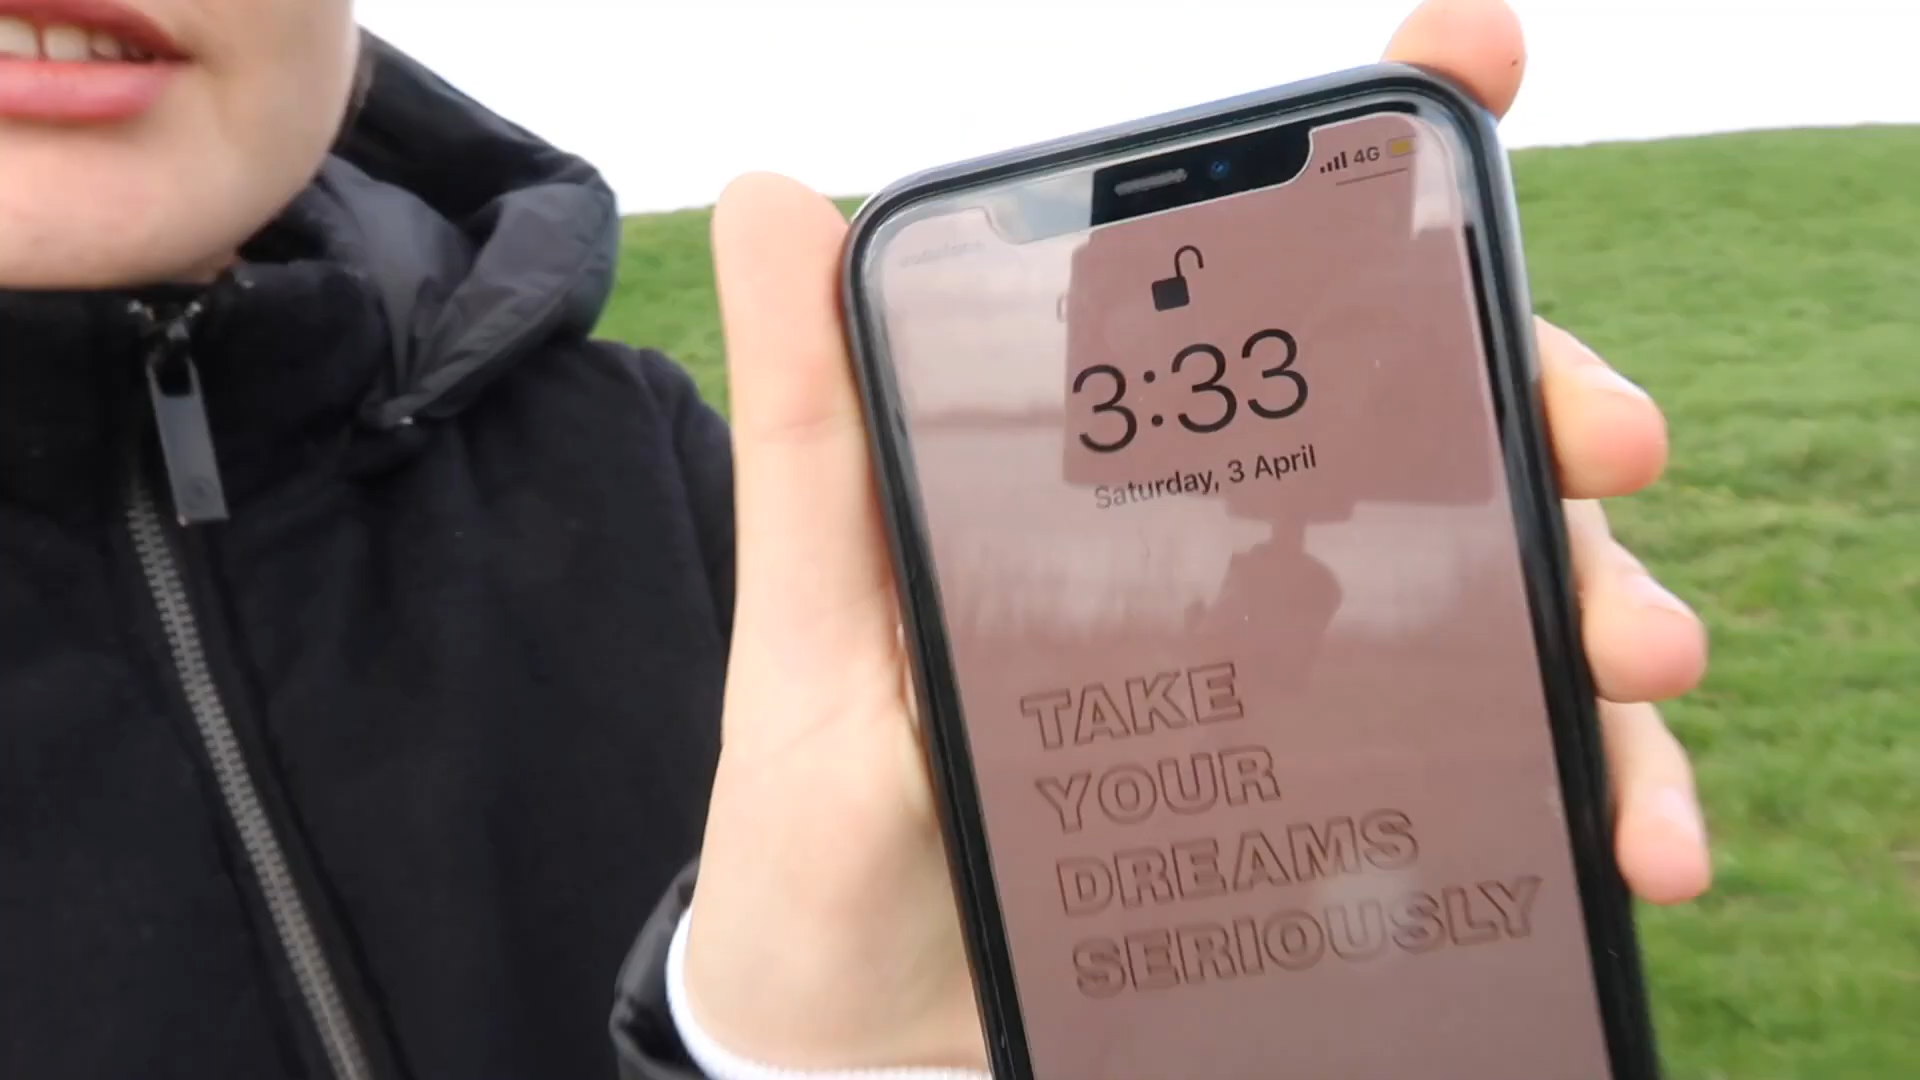 4G
3:33
Saturday, 3 April
TAKE
YOUR
DREAMS
SERIOUSLY